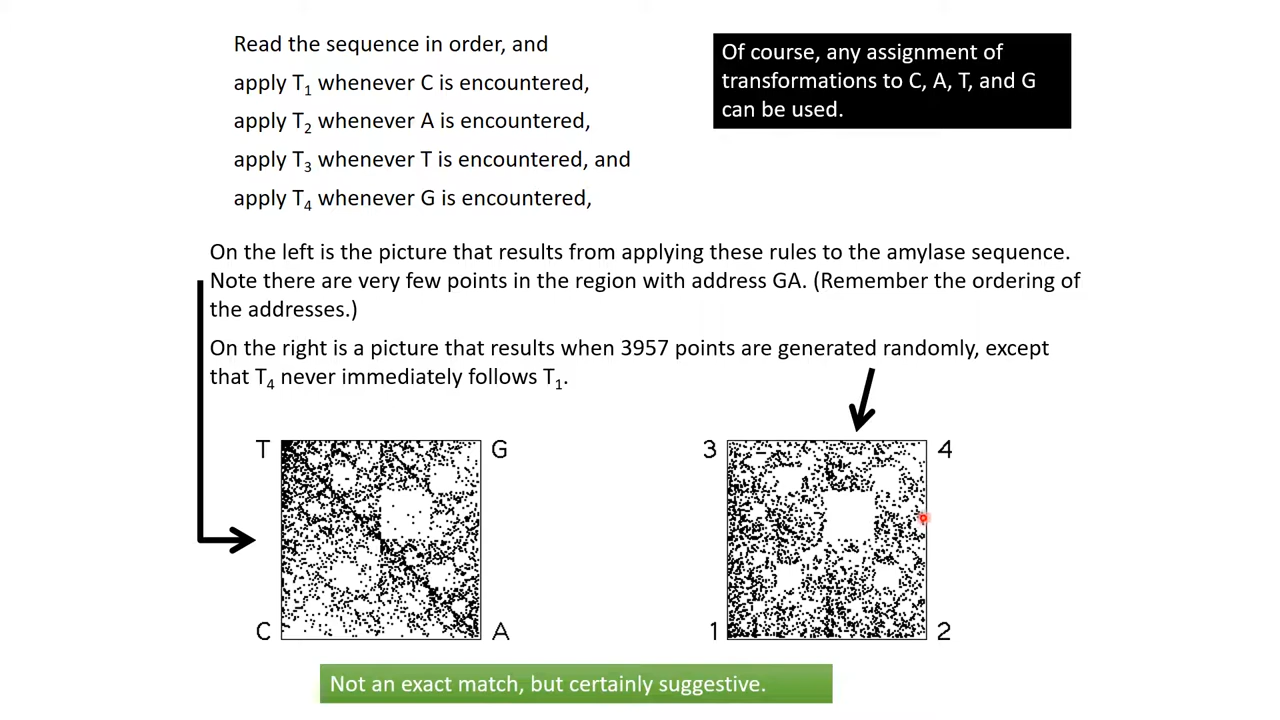 Read the sequence in order, and
apply T1 whenever C is encountered,
apply T2 whenever A is encountered,
apply T3 whenever T is encountered, and
apply T4 whenever G is encountered,
Of course, any assignment of
transformations to C, A, T, and G
can be used.
On the left is the picture that results from applying these rules to the amylase sequence.
Note there are very few points in the region with address GA. (Remember the ordering of
the addresses.)
On the right is a picture that results when 3957 points are generated randomly, except
that T4 never immediately follows T1.
T G
C A
3 4
1 2
Not an exact match, but certainly suggestive.